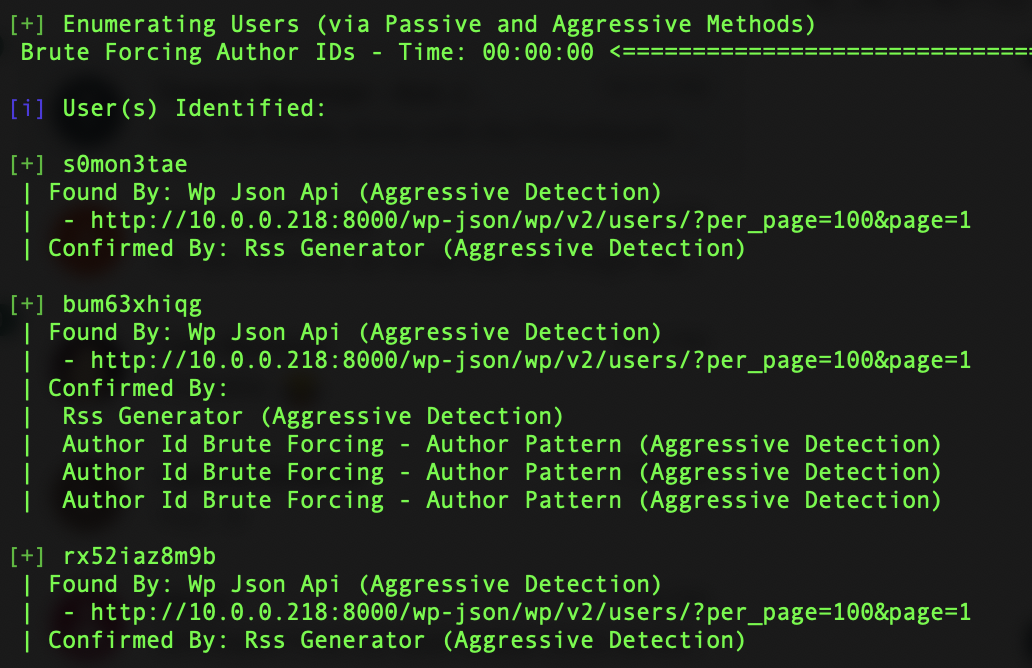 [+] Enumerating Users (via Passive and Aggressive Methods)
 Brute Forcing Author IDs - Time: 00:00:00 <==============================
[i] User(s) Identified:
[+] s0mon3tae
 | Found By: Wp Json Api (Aggressive Detection)
 |  - http://10.0.0.218:8000/wp-json/wp/v2/users/?per_page=100&page=1
 | Confirmed By: Rss Generator (Aggressive Detection)
[+] bum63xhiqg
 | Found By: Wp Json Api (Aggressive Detection)
 |  - http://10.0.0.218:8000/wp-json/wp/v2/users/?per_page=100&page=1
 | Confirmed By:
 |  Rss Generator (Aggressive Detection)
 |  Author Id Brute Forcing - Author Pattern (Aggressive Detection)
 |  Author Id Brute Forcing - Author Pattern (Aggressive Detection)
 |  Author Id Brute Forcing - Author Pattern (Aggressive Detection)
[+] rx52iaz8m9b
 | Found By: Wp Json Api (Aggressive Detection)
 |  - http://10.0.0.218:8000/wp-json/wp/v2/users/?per_page=100&page=1
 | Confirmed By: Rss Generator (Aggressive Detection)